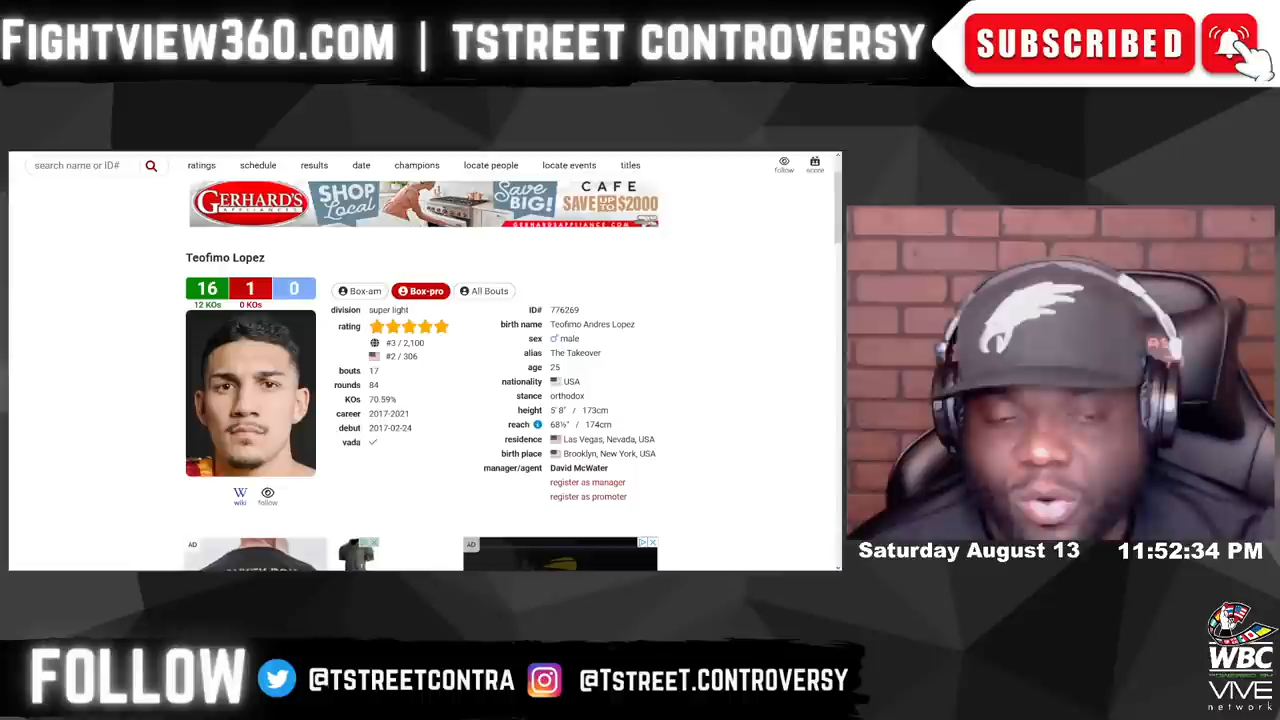 FIGHTVIEW360.COM | TSTREET CONTROVERSY
SUBSCRIBED
search name or ID#
ratings schedule results date champions locate people locate events titles
follow score
GERHARD'S APPLIANCES
SHOP Local
Save BIG!
CAFE
SAVE UP TO $2000
GERHARDSAPPLIANCE.COM
Teofimo Lopez
16 1 0
12 KOs 0 KOs
Box-am Box-pro All Bouts
division super light
rating
#3 / 2,100
#2 / 306
bouts 17
rounds 84
KOs 70.59%
career 2017-2021
debut 2017-02-24
vada ✓
ID# 776269
birth name Teofimo Andres Lopez
sex ♂ male
alias The Takeover
age 25
nationality USA
stance orthodox
height 5' 8" / 173cm
reach 68½" / 174cm
residence Las Vegas, Nevada, USA
birth place Brooklyn, New York, USA
manager/agent David McWater
register as manager
register as promoter
W
wiki follow
AD
AD
Saturday August 13 11:52:34 PM
FOLLOW @TSTREETCONTRA @TSTREET.CONTROVERSY
WBC
VIVE
network